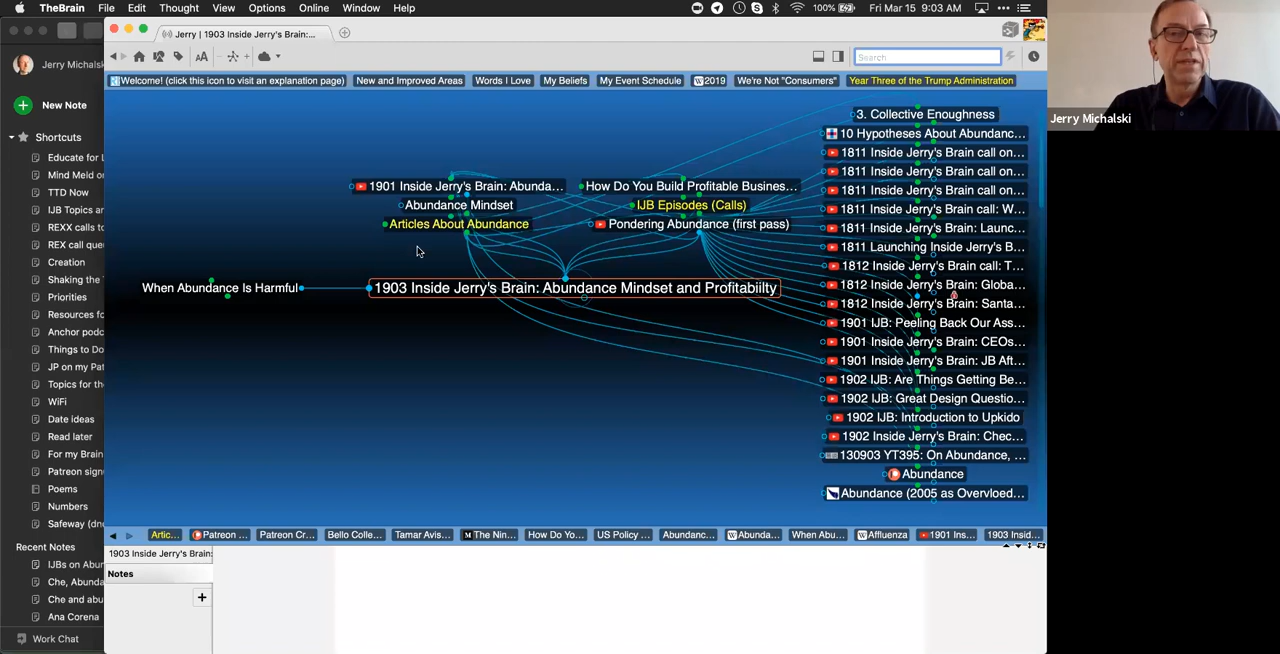 TheBrain File Edit Thought View Options Online Window Help
100% Fri Mar 15 9:03 AM
Jerry | 1903 Inside Jerry's Brain:...
Jerry Michalski
New Note
Shortcuts
Educate for L
Mind Meld o
TTD Now
IJB Topics ar
REXX calls to
REX call que
Creation
Shaking the
Priorities
Resources fo
Anchor podc
Things to Do
JP on my Pat
Topics for th
WiFi
Date ideas
Read later
For my Brain
Patreon sign
Poems
Numbers
Safeway (dne
Recent Notes
IJBs on Abun
Che, Abunda
Che and abu
Ana Corena
Work Chat
AA
Search
Welcome! (click this icon to visit an explanation page) New and Improved Areas Words I Love My Beliefs My Event Schedule 2019 We're Not "Consumers" Year Three of the Trump Administration
1901 Inside Jerry's Brain: Abunda...
Abundance Mindset
Articles About Abundance
How Do You Build Profitable Busines...
IJB Episodes (Calls)
Pondering Abundance (first pass)
When Abundance Is Harmful
1903 Inside Jerry's Brain: Abundance Mindset and Profitabiilty
3. Collective Enoughness
10 Hypotheses About Abundanc...
1811 Inside Jerry's Brain call on...
1811 Inside Jerry's Brain call on...
1811 Inside Jerry's Brain call on...
1811 Inside Jerry's Brain call: W...
1811 Inside Jerry's Brain: Launc...
1811 Launching Inside Jerry's B...
1812 Inside Jerry's Brain call: T...
1812 Inside Jerry's Brain: Globa...
1812 Inside Jerry's Brain: Santa...
1901 IJB: Peeling Back Our Ass...
1901 Inside Jerry's Brain: CEOs...
1901 Inside Jerry's Brain: JB Aft...
1902 IJB: Are Things Getting Be...
1902 IJB: Great Design Questio...
1902 IJB: Introduction to Upkido
1902 Inside Jerry's Brain: Chec...
130903 YT395: On Abundance, ...
Abundance
Abundance (2005 as Overvloed...
Artic... Patreon ... Patreon Cr... Bello Colle... Tamar Avis... The Nin... How Do Yo... US Policy ... Abundanc... Abunda... When Abu... Affluenza 1901 Ins... 1903 Insid...
1903 Inside Jerry's Brain:
Notes
+
Jerry Michalski